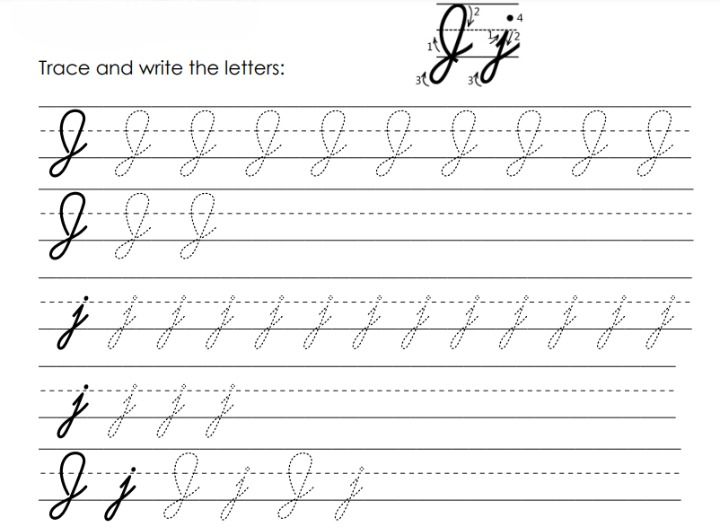 J j
1 2 3 1 2 3 4
Trace and write the letters:
J J J J J J J J J J
J J J
j j j j j j j j j j j j j
j j j j
J j J j J j